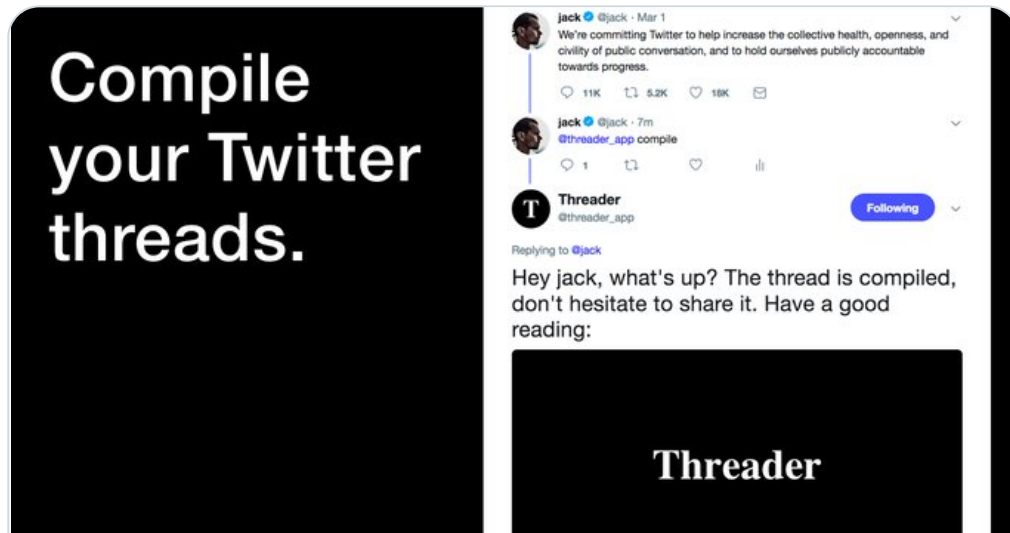 Compile
your Twitter
threads.
jack @jack · Mar 1
We're committing Twitter to help increase the collective health, openness, and
civility of public conversation, and to hold ourselves publicly accountable
towards progress.
11K 5.2K 18K
jack @jack · 7m
@threader_app compile
1
T
Threader
@threader_app
Following
Replying to @jack
Hey jack, what's up? The thread is compiled,
don't hesitate to share it. Have a good
reading:
Threader